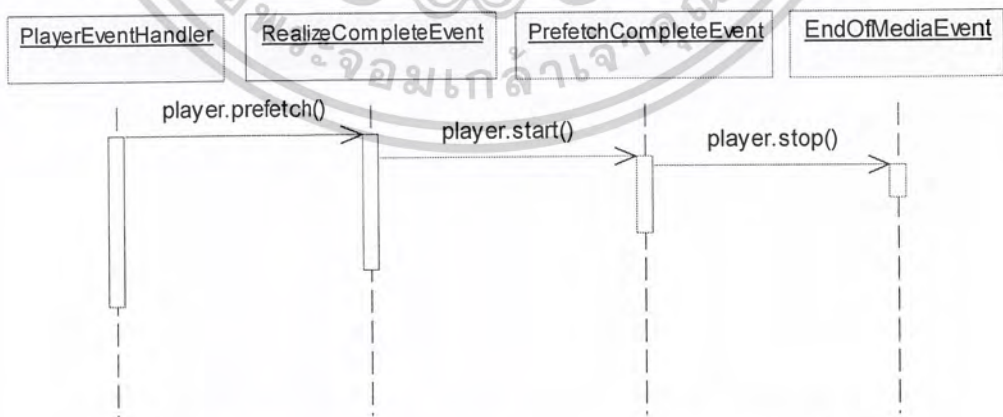 PlayerEventHandler
RealizeCompleteEvent
PrefetchCompleteEvent
EndOfMediaEvent
player.prefetch()
player.start()
player.stop()